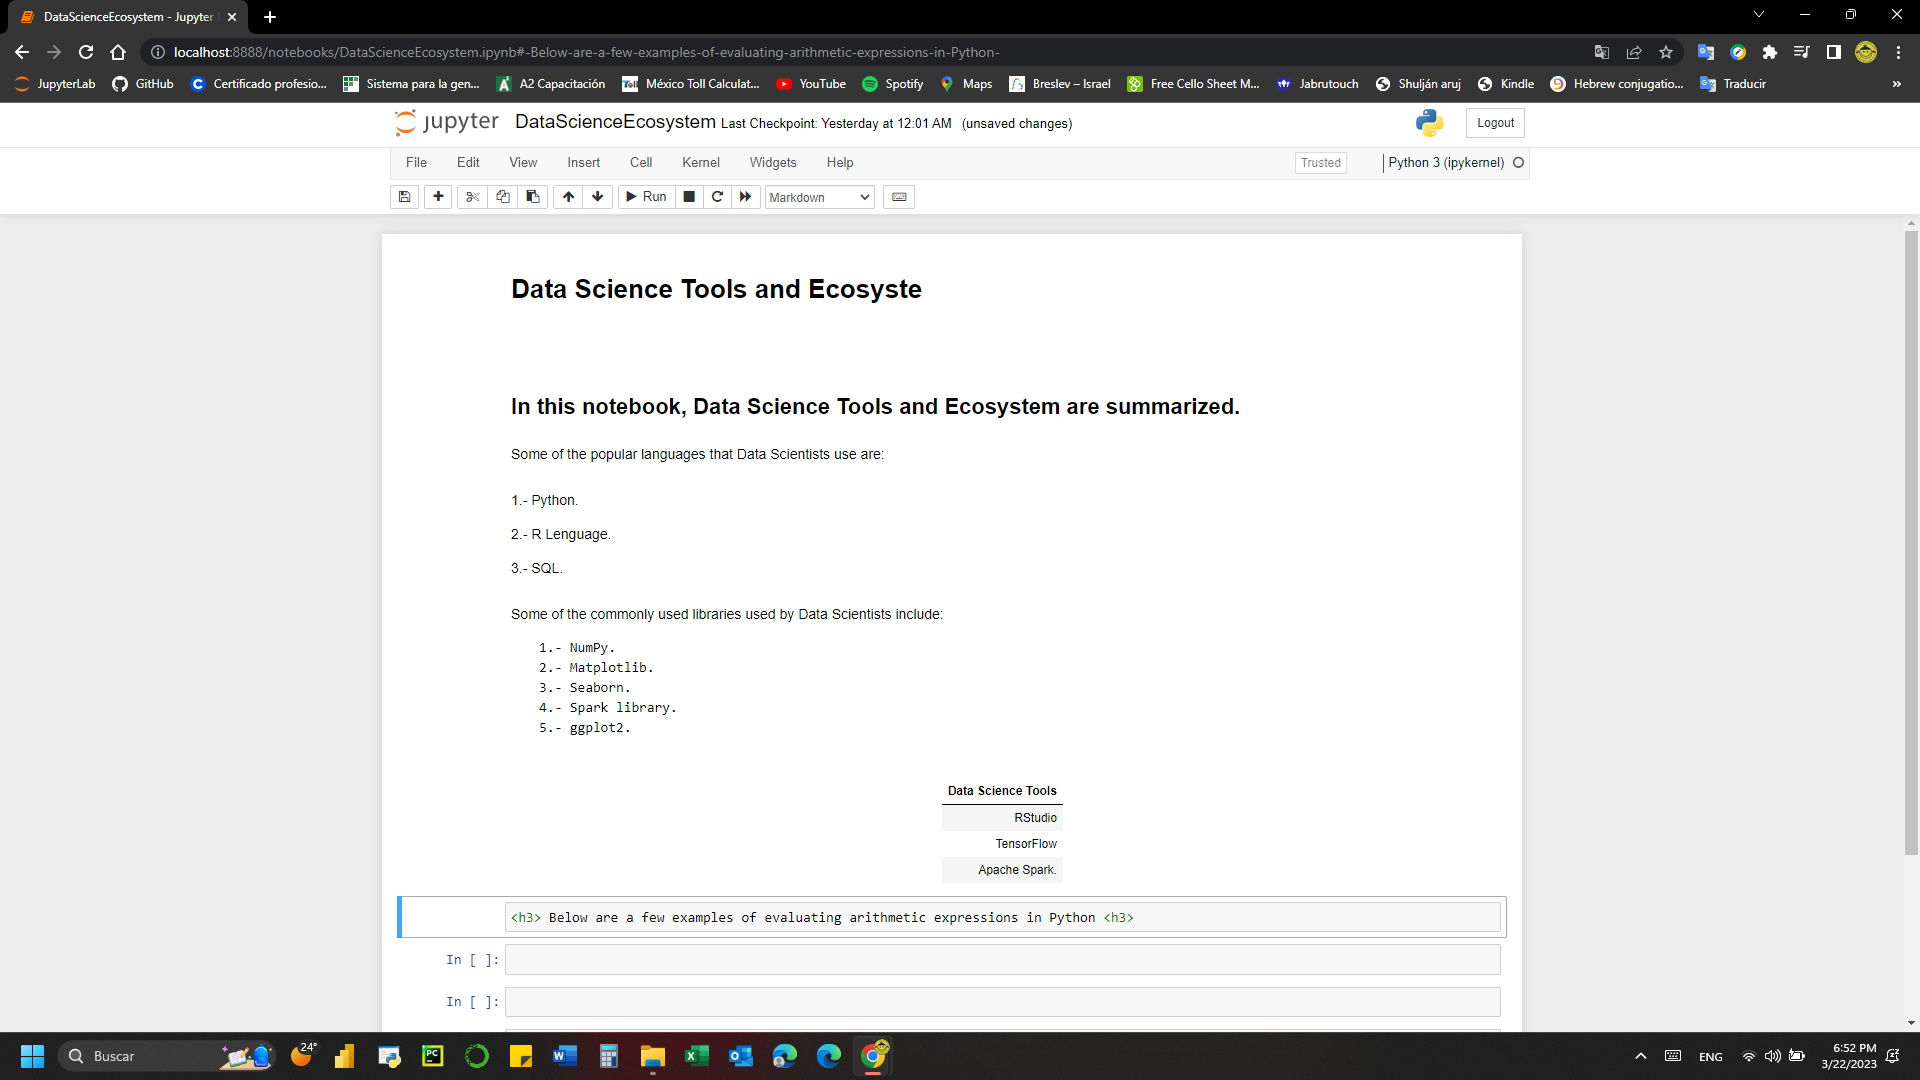 DataScienceEcosystem - Jupyter
localhost:8888/notebooks/DataScienceEcosystem.ipynb#-Below-are-a-few-examples-of-evaluating-arithmetic-expressions-in-Python-
JupyterLab GitHub Certificado profesio... Sistema para la gen... A2 Capacitación México Toll Calculat... YouTube Spotify Maps Breslev – Israel Free Cello Sheet M... Jabrutouch Shulján aruj Kindle Hebrew conjugatio... Traducir »
jupyter DataScienceEcosystem Last Checkpoint: Yesterday at 12:01 AM (unsaved changes) Logout
File Edit View Insert Cell Kernel Widgets Help Trusted Python 3 (ipykernel)
Run Markdown
Data Science Tools and Ecosyste
In this notebook, Data Science Tools and Ecosystem are summarized.
Some of the popular languages that Data Scientists use are:
1.- Python.
2.- R Lenguage.
3.- SQL.
Some of the commonly used libraries used by Data Scientists include:
1.- NumPy.
2.- Matplotlib.
3.- Seaborn.
4.- Spark library.
5.- ggplot2.
Data Science Tools
RStudio
TensorFlow
Apache Spark.
<h3> Below are a few examples of evaluating arithmetic expressions in Python <h3>
In [ ]:
In [ ]:
Buscar 24° ENG 6:52 PM
3/22/2023